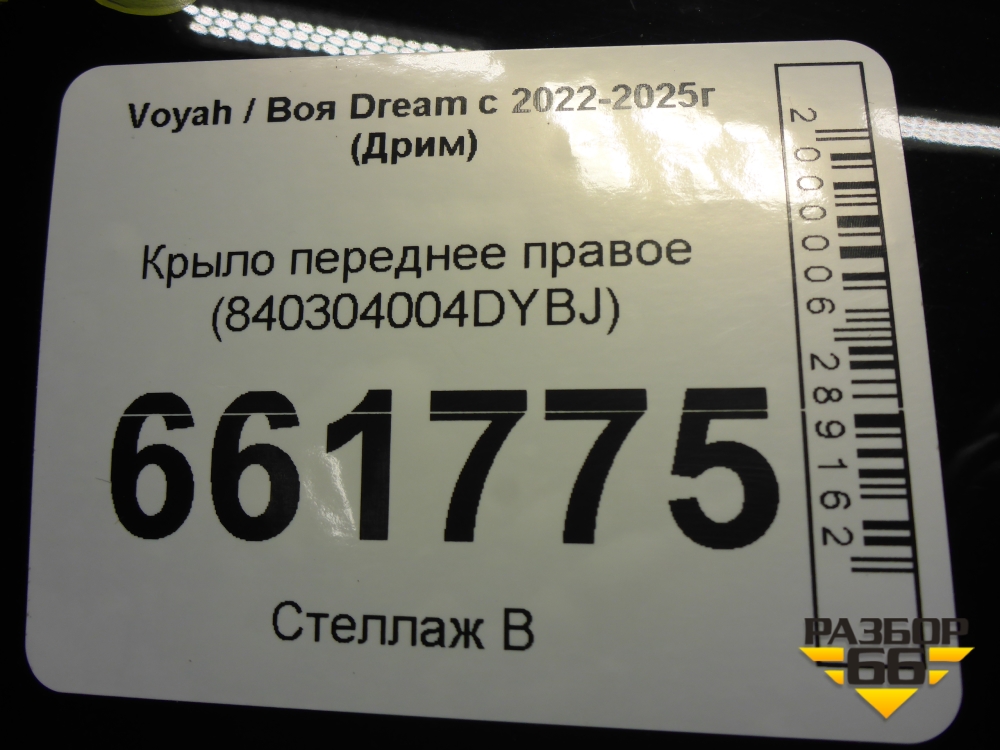 Voyah / Воя Dream с 2022-2025г
(Дрим)
Крыло переднее правое
(840304004DYBJ)
661775
Стеллаж В
2000006289162
РАЗБОР
66